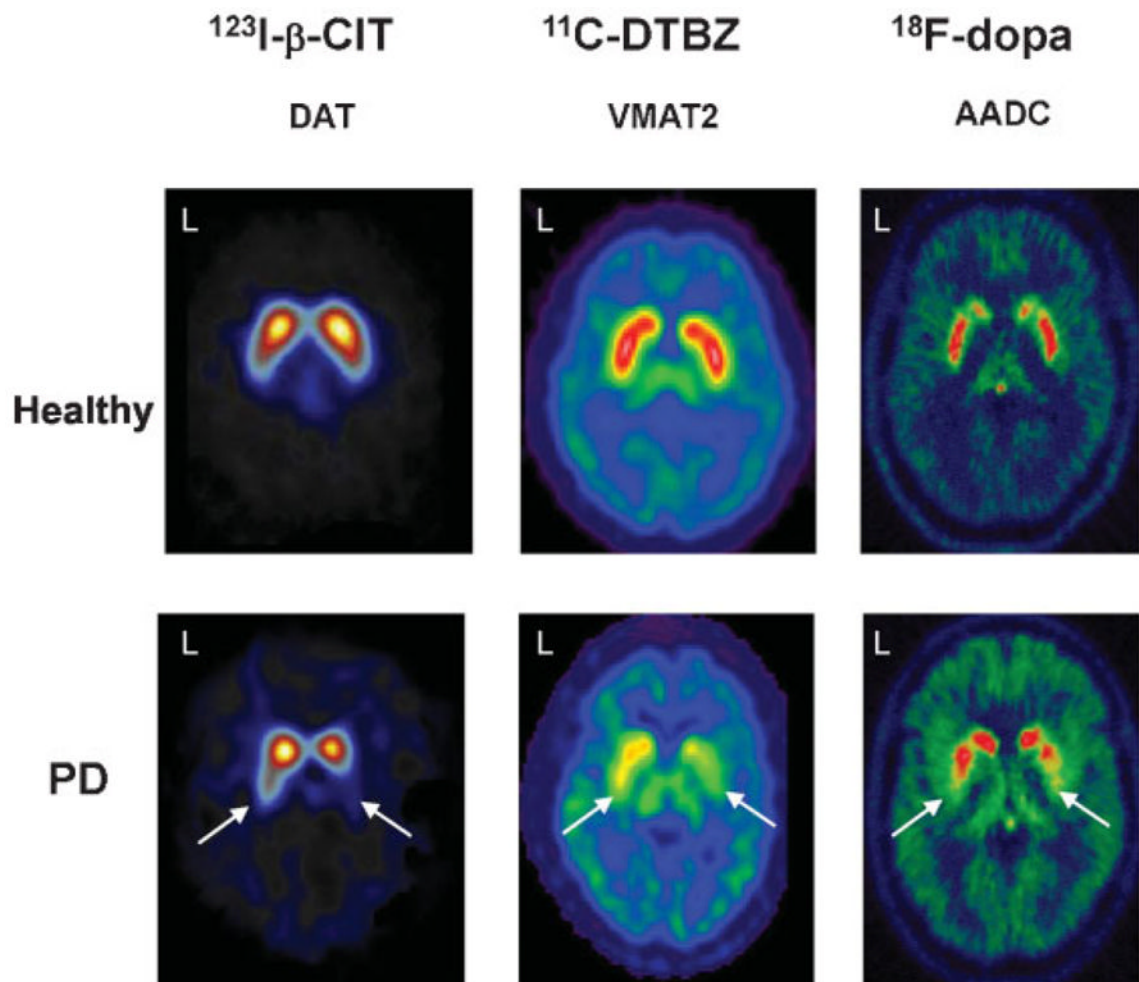 ¹²³I-β-CIT ¹¹C-DTBZ ¹⁸F-dopa
DAT VMAT2 AADC
L L L
Healthy
L L L
PD